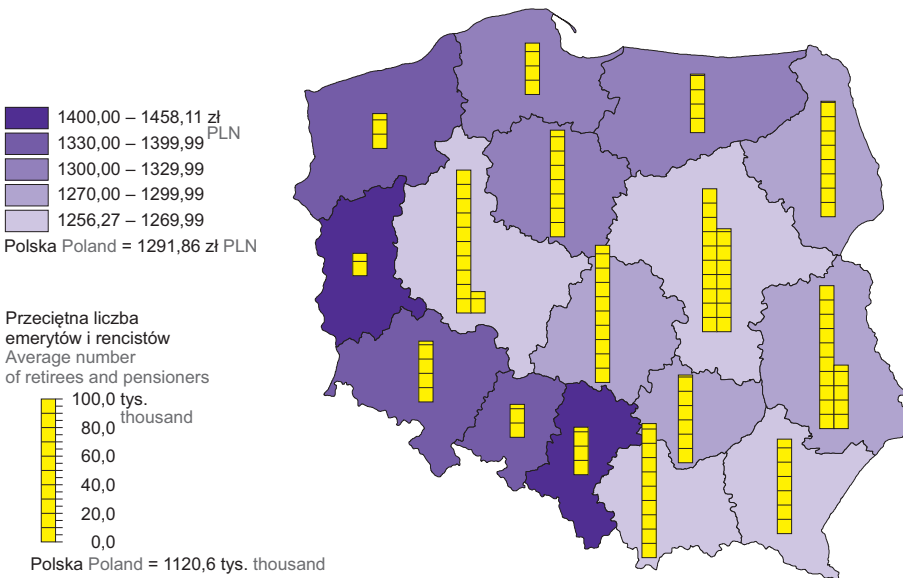 1400,00 – 1458,11 zł
PLN
1330,00 – 1399,99
1300,00 – 1329,99
1270,00 – 1299,99
1256,27 – 1269,99
Polska Poland = 1291,86 zł PLN
Przeciętna liczba
emerytów i rencistów
Average number
of retirees and pensioners
100,0 tys.
thousand
80,0
60,0
40,0
20,0
0,0
Polska Poland = 1120,6 tys. thousand